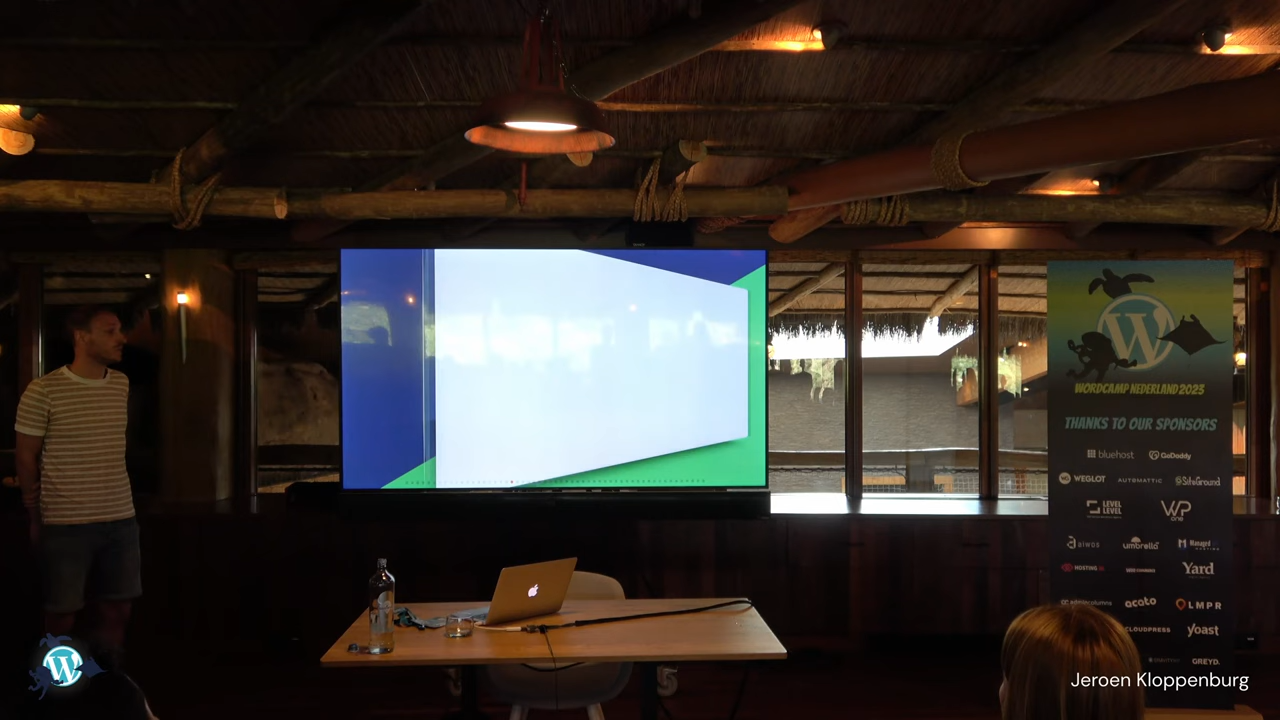 WORDCAMP NEDERLAND 2023
THANKS TO OUR SPONSORS
bluehost GoDaddy
WEGLOT AUTOMATTIC SiteGround
LEVEL LEVEL WP one
umbrella Managed
Yard
acato LMPR
CLOUDPRESS yoast
GREYD.
Jeroen Kloppenburg